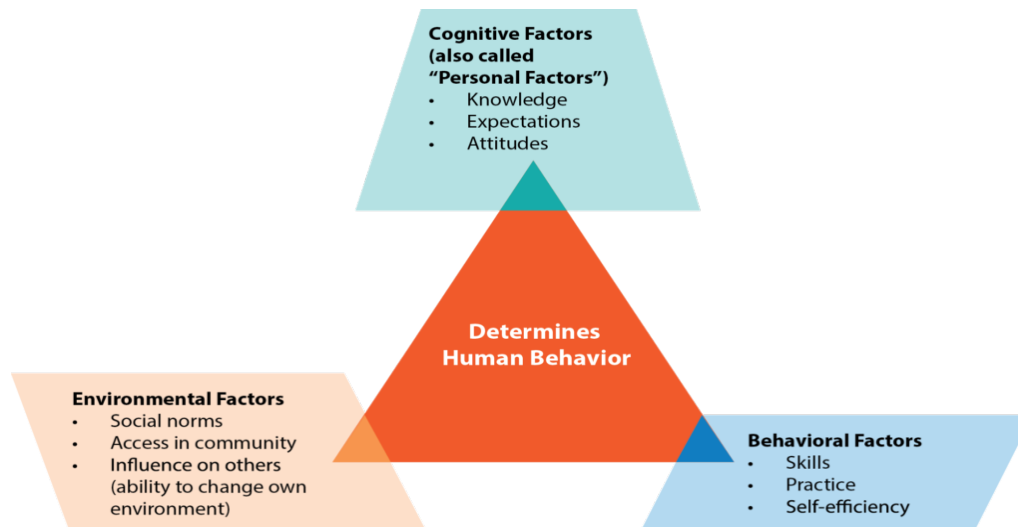 Cognitive Factors
(also called
“Personal Factors”)
• Knowledge
• Expectations
• Attitudes
Determines
Human Behavior
Environmental Factors
• Social norms
• Access in community
• Influence on others
(ability to change own
environment)
Behavioral Factors
• Skills
• Practice
• Self-efficiency